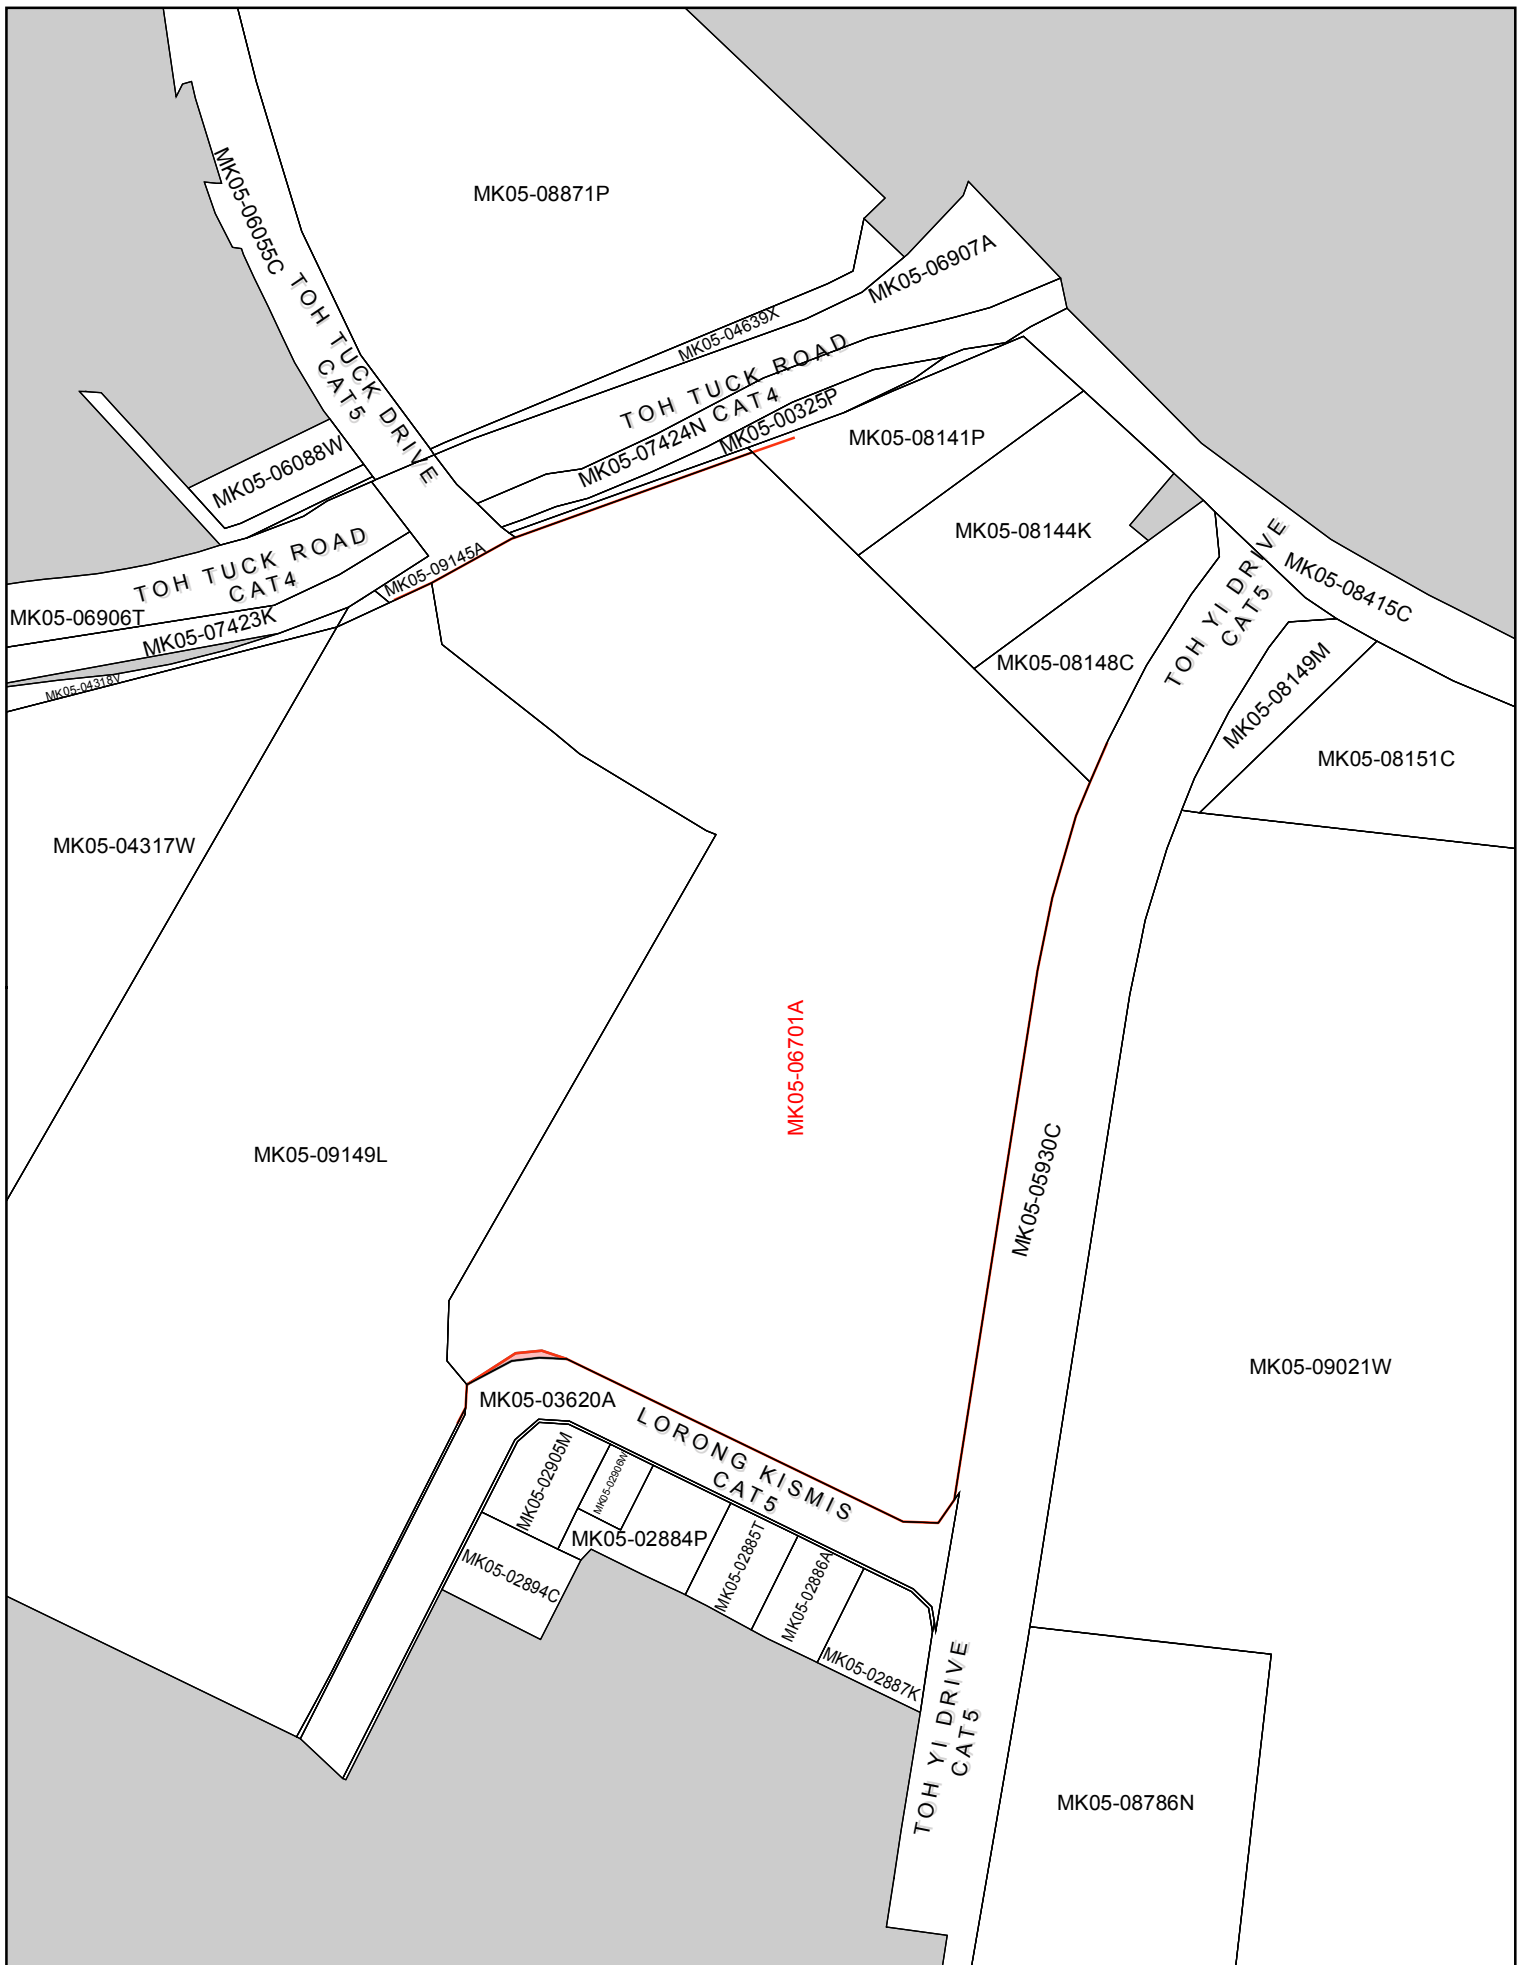 MK05-08871P
MK05-06055C
TOH TUCK DRIVE
CAT5
MK05-06907A
MK05-04639X
TOH TUCK ROAD
CAT4
MK05-07424N
MK05-00325P
MK05-08141P
MK05-06088W
MK05-08144K
TOH TUCK ROAD
CAT4
MK05-09145A
MK05-06906T
MK05-07423K
MK05-04318V
TOH YI DRIVE
CAT5
MK05-08415C
MK05-08148C
MK05-08149M
MK05-08151C
MK05-04317W
MK05-06701A
MK05-09149L
MK05-05930C
MK05-09021W
MK05-03620A
LORONG KISMIS
CAT5
MK05-02905M
MK05-02906W
MK05-02884P
MK05-02885T
MK05-02886A
MK05-02894C
MK05-02887K
TOH YI DRIVE
CAT5
MK05-08786N